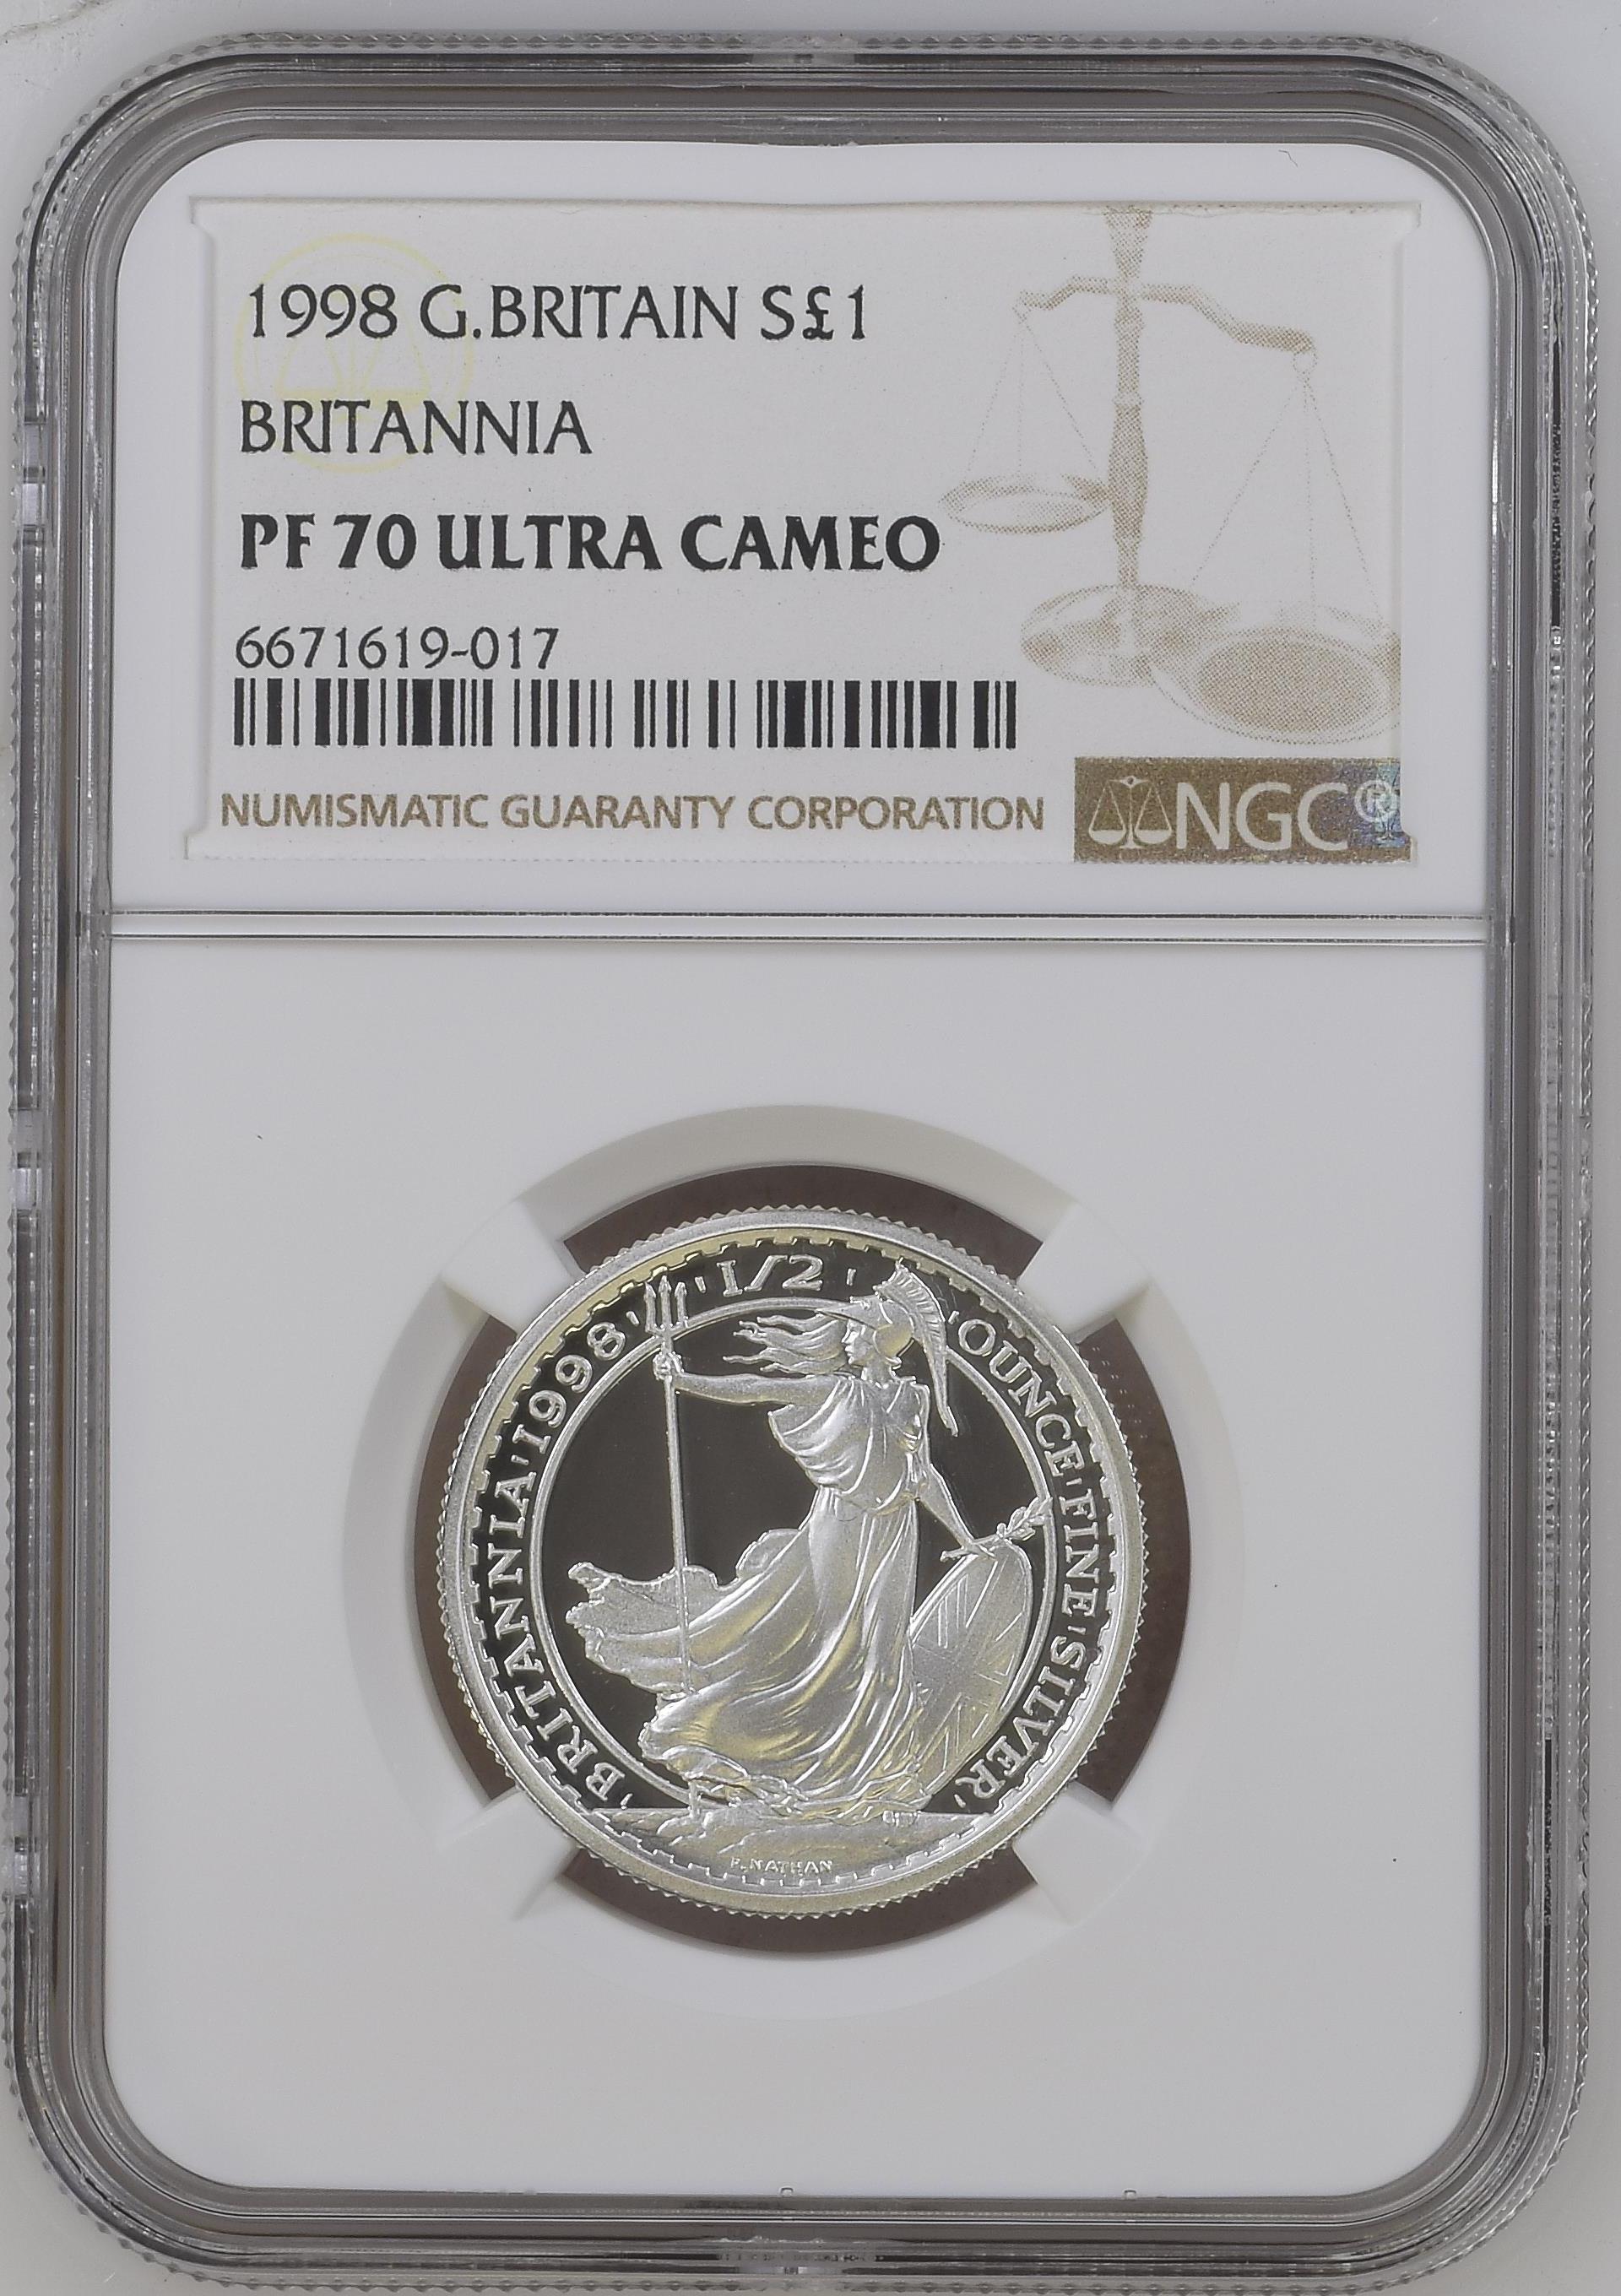 1998 G.BRITAIN S£1
BRITANNIA
PF 70 ULTRA CAMEO
6671619-017
NUMISMATIC GUARANTY CORPORATION NGC®
'BRITANNIA'1998' '1/2' 'OUNCE'FINE'SILVER'
P. NATHAN